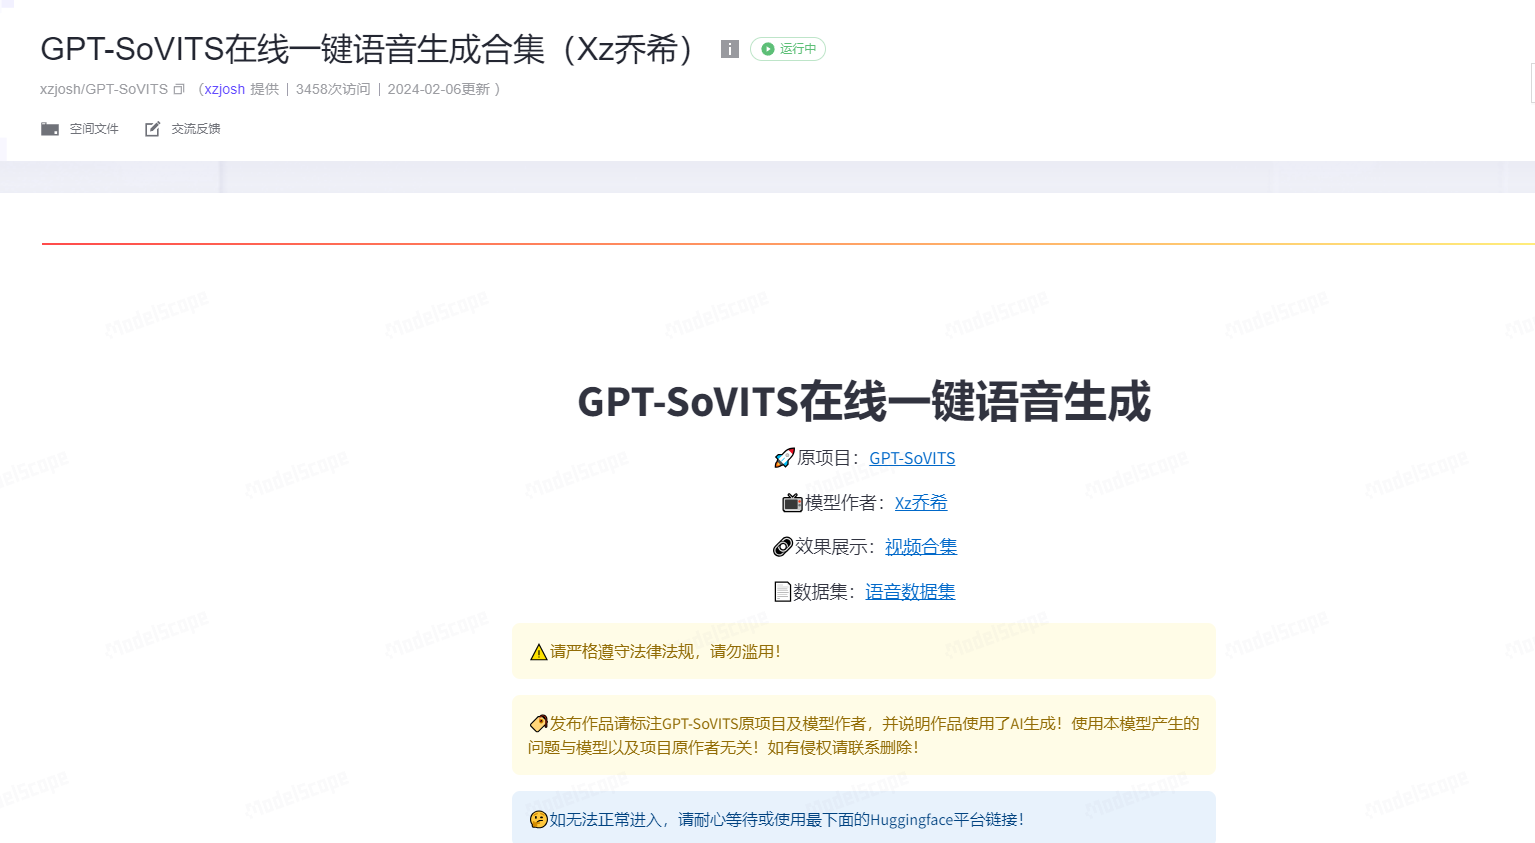 GPT-SoVITS在线一键语音生成合集（Xz乔希）
运行中
xzjosh/GPT-SoVITS （xzjosh 提供 | 3458次访问 | 2024-02-06更新 ）
空间文件 交流反馈
GPT-SoVITS在线一键语音生成
🚀原项目：GPT-SoVITS
📺模型作者：Xz乔希
效果展示：视频合集
数据集：语音数据集
⚠请严格遵守法律法规，请勿滥用！
发布作品请标注GPT-SoVITS原项目及模型作者，并说明作品使用了AI生成！使用本模型产生的
问题与模型以及项目原作者无关！如有侵权请联系删除！
🤔如无法正常进入，请耐心等待或使用最下面的Huggingface平台链接！
ModelScope